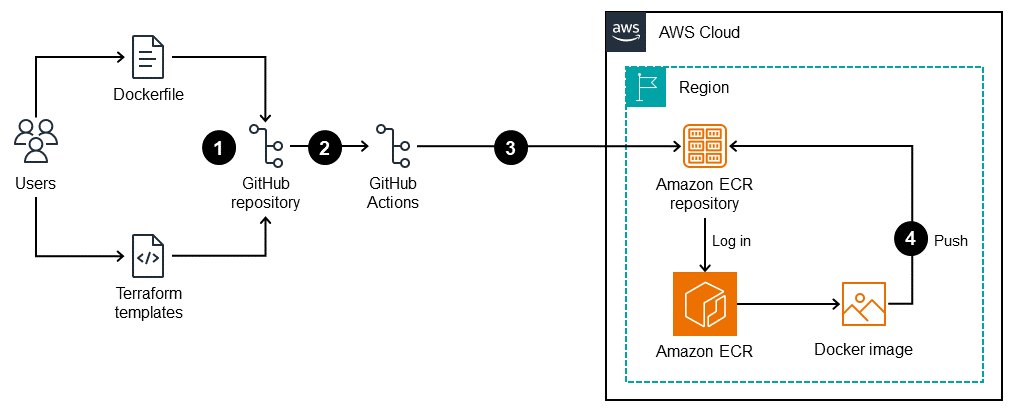 aws
AWS Cloud
Region
Dockerfile
Users
1
2
3
GitHub
repository
GitHub
Actions
Amazon ECR
repository
Log in
4
Push
Terraform
templates
Amazon ECR
Docker image